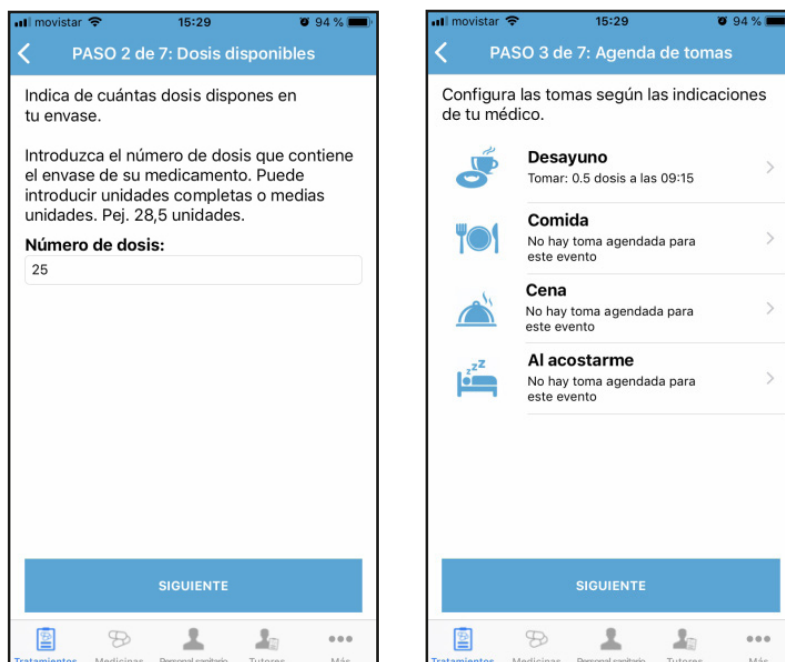 movistar 15:29 94 %
PASO 2 de 7: Dosis disponibles
Indica de cuántas dosis dispones en
tu envase.
Introduzca el número de dosis que contiene
el envase de su medicamento. Puede
introducir unidades completas o medias
unidades. Pej. 28,5 unidades.
Número de dosis:
25
SIGUIENTE
Tratamientos Medicinas Personal sanitario Tutores Más
movistar 15:29 94 %
PASO 3 de 7: Agenda de tomas
Configura las tomas según las indicaciones
de tu médico.
Desayuno
Tomar: 0.5 dosis a las 09:15
Comida
No hay toma agendada para
este evento
Cena
No hay toma agendada para
este evento
zzZ
Al acostarme
No hay toma agendada para
este evento
SIGUIENTE
Tratamientos Medicinas Personal sanitario Tutores Más